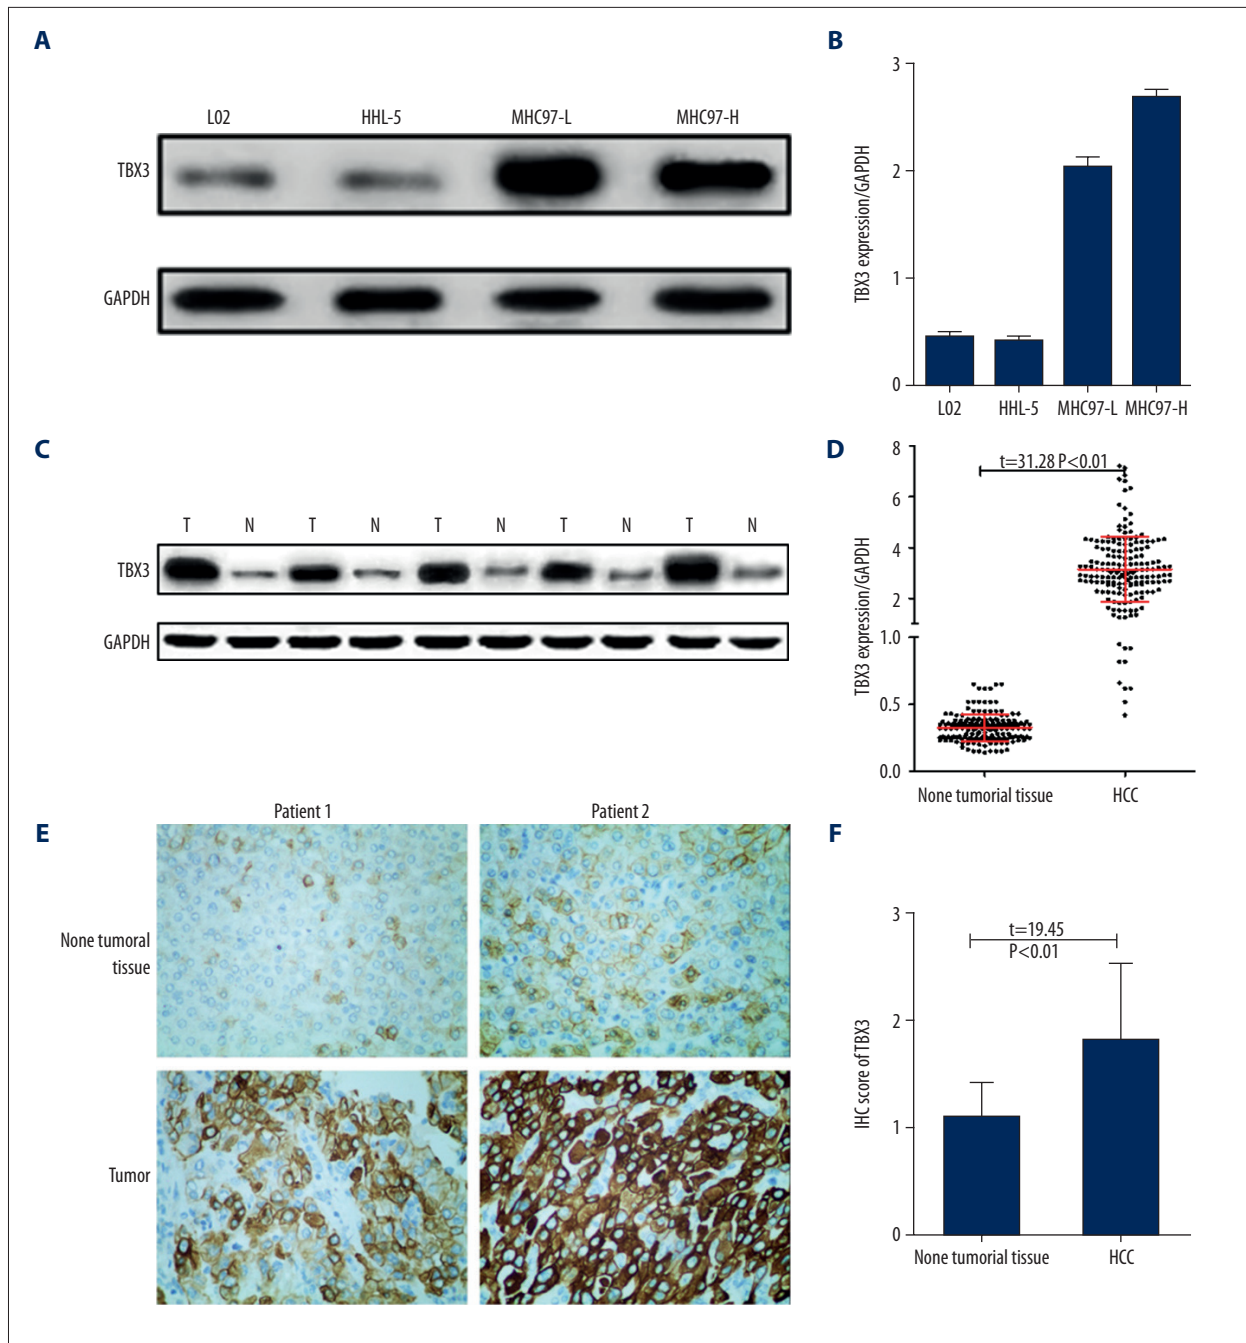 A
L02 HHL-5 MHC97-L MHC97-H
TBX3
GAPDH
B
3
2
1
0
TBX3 expression/GAPDH
L02 HHL-5 MHC97-L MHC97-H
C
T N T N T N T N T N
TBX3
GAPDH
D
8
6
4
2
1.0
0.5
0.0
TBX3 expression/GAPDH
t=31.28 P<0.01
None tumorial tissue HCC
E
Patient 1 Patient 2
None tumoral
tissue
Tumor
F
3
2
1
0
IHC score of TBX3
t=19.45
P<0.01
None tumorial tissue HCC